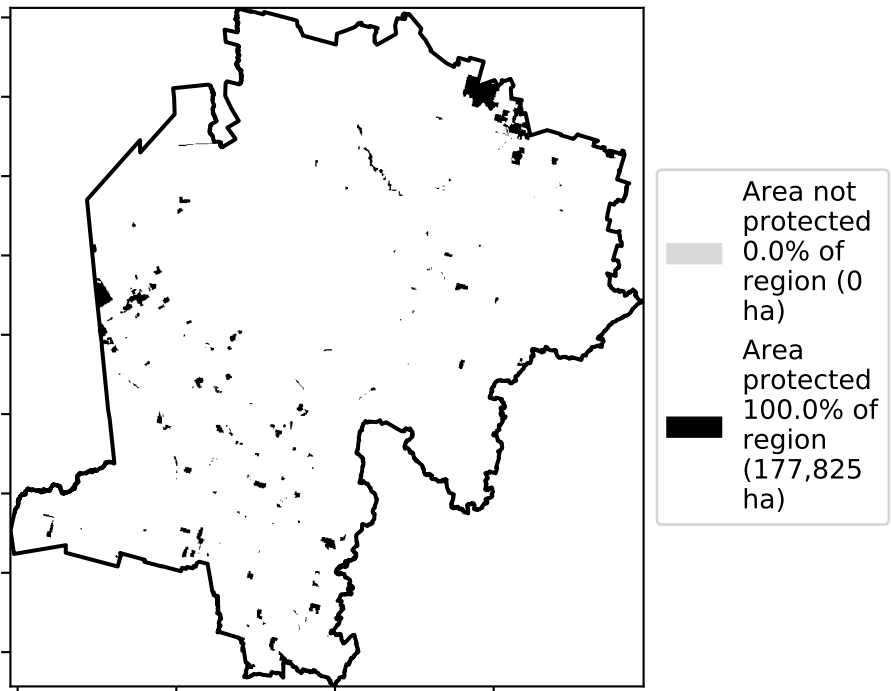 Area not
protected
0.0% of
region (0
ha)
Area
protected
100.0% of
region
(177,825
ha)